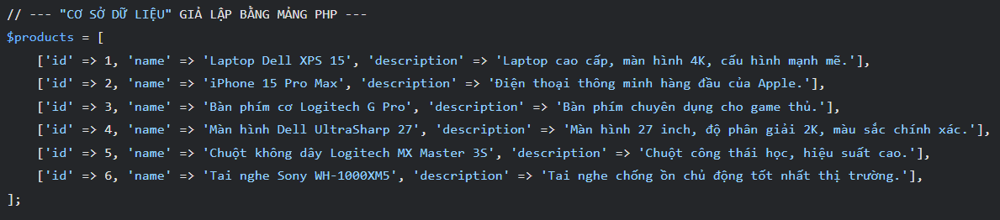 // --- "CƠ SỞ DỮ LIỆU" GIẢ LẬP BẰNG MẢNG PHP ---
$products = [
    ['id' => 1, 'name' => 'Laptop Dell XPS 15', 'description' => 'Laptop cao cấp, màn hình 4K, cấu hình mạnh mẽ.'],
    ['id' => 2, 'name' => 'iPhone 15 Pro Max', 'description' => 'Điện thoại thông minh hàng đầu của Apple.'],
    ['id' => 3, 'name' => 'Bàn phím cơ Logitech G Pro', 'description' => 'Bàn phím chuyên dụng cho game thủ.'],
    ['id' => 4, 'name' => 'Màn hình Dell UltraSharp 27', 'description' => 'Màn hình 27 inch, độ phân giải 2K, màu sắc chính xác.'],
    ['id' => 5, 'name' => 'Chuột không dây Logitech MX Master 3S', 'description' => 'Chuột công thái học, hiệu suất cao.'],
    ['id' => 6, 'name' => 'Tai nghe Sony WH-1000XM5', 'description' => 'Tai nghe chống ồn chủ động tốt nhất thị trường.'],
];